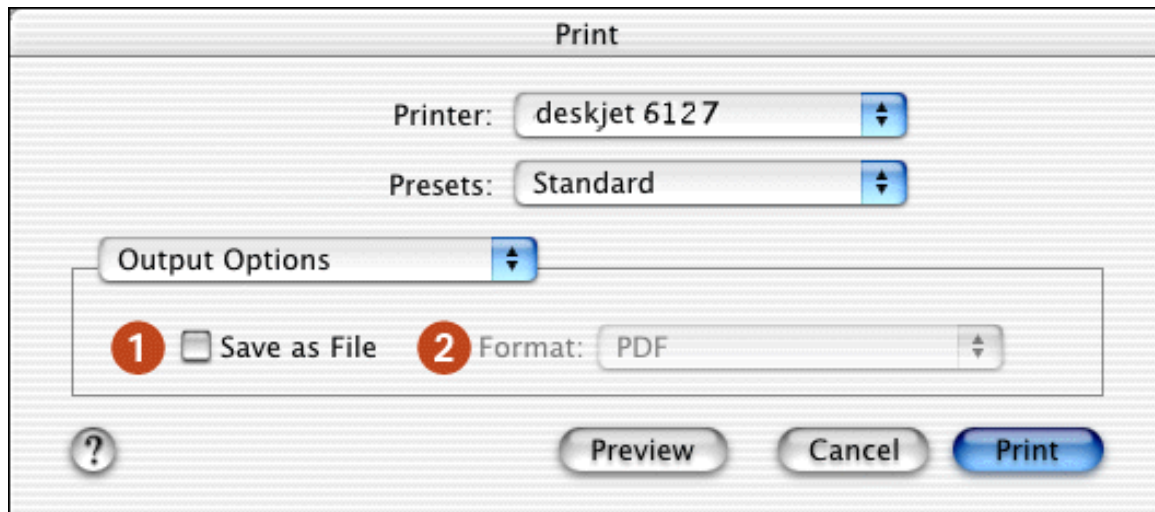 Print
Printer: deskjet 6127
Presets: Standard
Output Options
1 Save as File 2 Format: PDF
? Preview Cancel Print